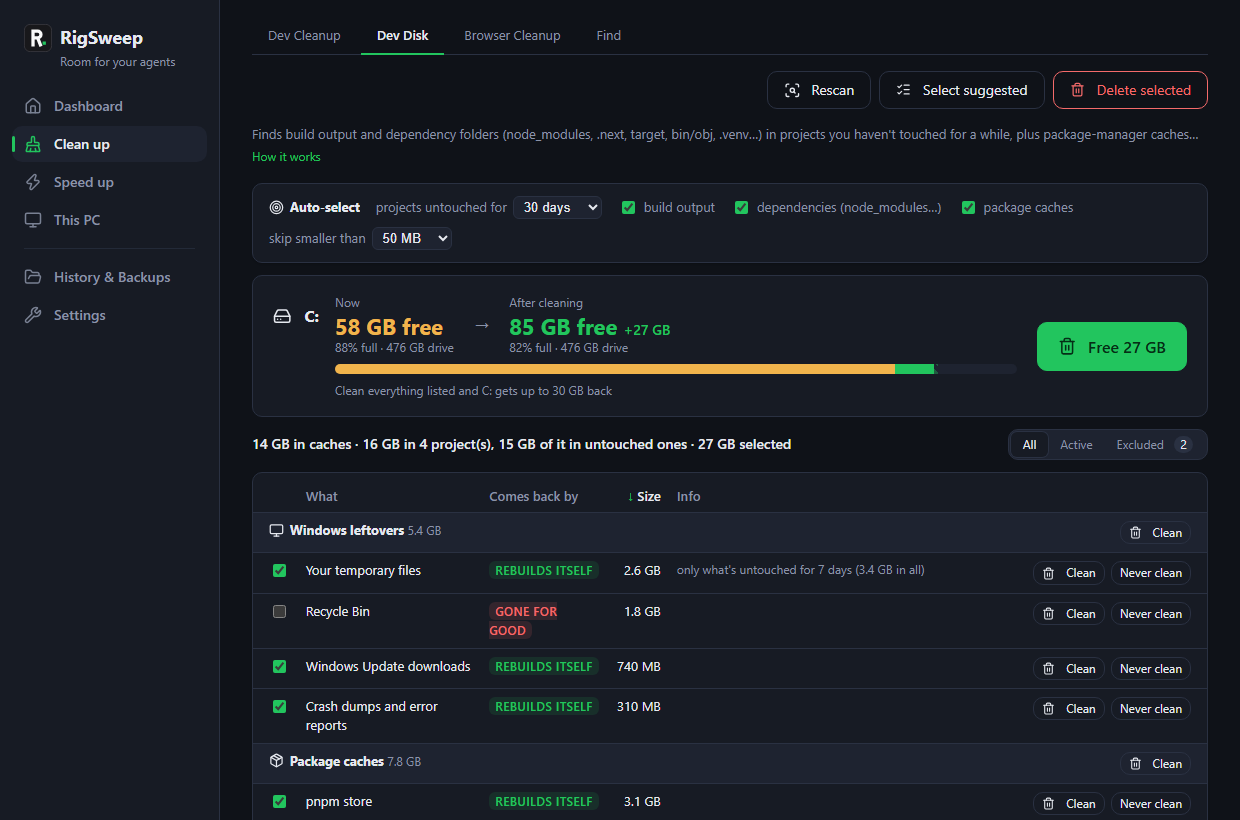 RigSweep
Room for your agents
Dashboard
Clean up
Speed up
This PC
History & Backups
Settings
Dev Cleanup Dev Disk Browser Cleanup Find
Rescan Select suggested Delete selected
Finds build output and dependency folders (node_modules, .next, target, bin/obj, .venv...) in projects you haven't touched for a while, plus package-manager caches...
How it works
Auto-select projects untouched for 30 days build output dependencies (node_modules...) package caches
skip smaller than 50 MB
C:
Now
58 GB free
88% full · 476 GB drive
→
After cleaning
85 GB free +27 GB
82% full · 476 GB drive
Clean everything listed and C: gets up to 30 GB back
Free 27 GB
14 GB in caches · 16 GB in 4 project(s), 15 GB of it in untouched ones · 27 GB selected
All Active Excluded 2
What Comes back by ↓ Size Info
Windows leftovers 5.4 GB Clean
Your temporary files REBUILDS ITSELF 2.6 GB only what's untouched for 7 days (3.4 GB in all) Clean Never clean
Recycle Bin GONE FOR GOOD 1.8 GB Clean Never clean
Windows Update downloads REBUILDS ITSELF 740 MB Clean Never clean
Crash dumps and error reports REBUILDS ITSELF 310 MB Clean Never clean
Package caches 7.8 GB Clean
pnpm store REBUILDS ITSELF 3.1 GB Clean Never clean